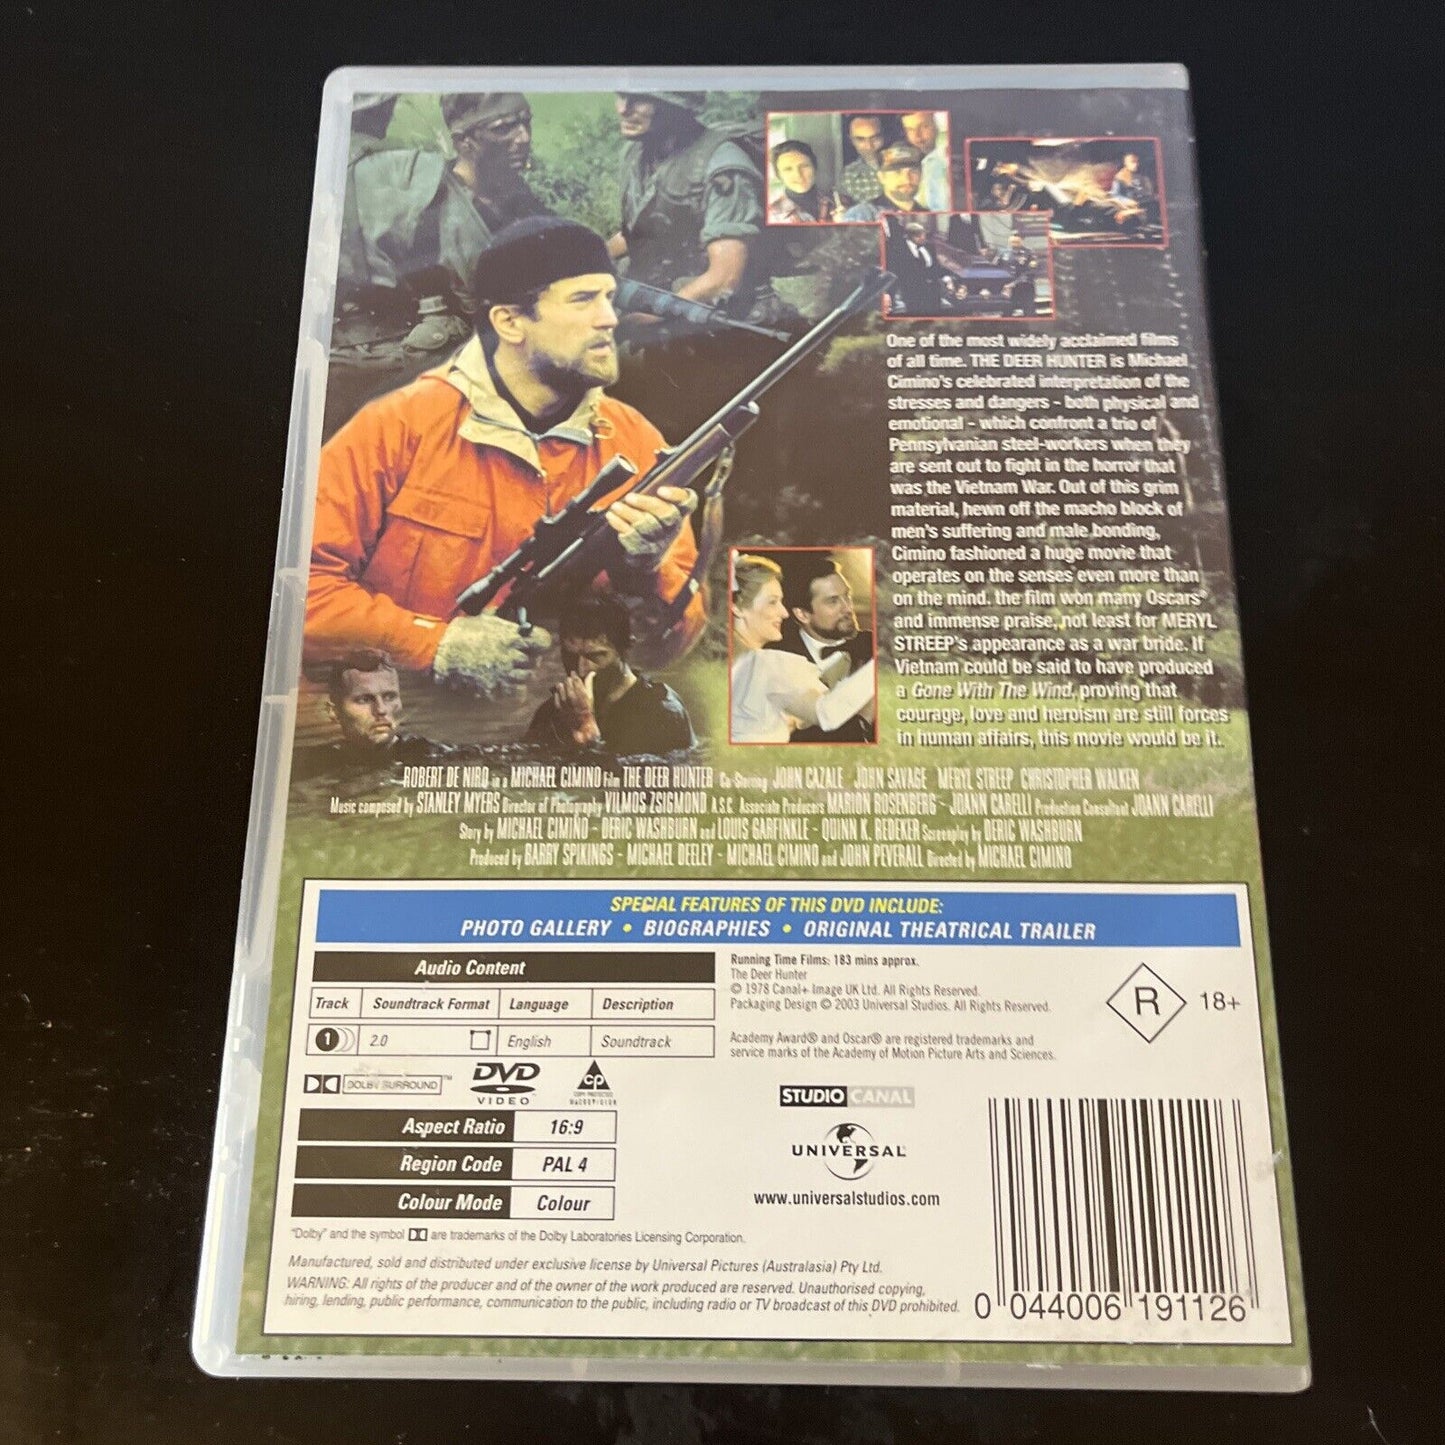 One of the most widely acclaimed films
of all time. THE DEER HUNTER is Michael
Cimino's celebrated interpretation of the
stresses and dangers - both physical and
emotional - which confront a trio of
Pennsylvanian steel-workers when they
are sent out to fight in the horror that
was the Vietnam War. Out of this grim
material, hewn off the macho block of
men's suffering and male bonding,
Cimino fashioned a huge movie that
operates on the senses even more than
on the mind. the film won many Oscars®
and immense praise, not least for MERYL
STREEP's appearance as a war bride. If
Vietnam could be said to have produced
a Gone With The Wind, proving that
courage, love and heroism are still forces
in human affairs, this movie would be it.
ROBERT DE NIRO in a MICHAEL CIMINO Film THE DEER HUNTER Co-Starring JOHN CAZALE JOHN SAVAGE MERYL STREEP CHRISTOPHER WALKEN
Music composed by STANLEY MYERS Director of Photography VILMOS ZSIGMOND A.S.C. Associate Producers MARION ROSENBERG - JOANN CARELLI Production Consultant JOANN CARELLI
Story by MICHAEL CIMINO - DERIC WASHBURN and LOUIS GARFINKLE - QUINN K. REDEKER Screenplay by DERIC WASHBURN
Produced by BARRY SPIKINGS - MICHAEL DEELEY - MICHAEL CIMINO and JOHN PEVERALL Directed by MICHAEL CIMINO
SPECIAL FEATURES OF THIS DVD INCLUDE:
PHOTO GALLERY • BIOGRAPHIES • ORIGINAL THEATRICAL TRAILER
Audio Content
Track Soundtrack Format Language Description
1 2.0 English Soundtrack
Running Time Films: 183 mins approx.
The Deer Hunter
© 1978 Canal+ Image UK Ltd. All Rights Reserved.
Packaging Design © 2003 Universal Studios. All Rights Reserved.
Academy Award® and Oscar® are registered trademarks and
service marks of the Academy of Motion Picture Arts and Sciences.
R 18+
DOLBY SURROUND™
DVD
VIDEO
CP
COPY PROTECTED
MACROVISION
STUDIO CANAL
UNIVERSAL
www.universalstudios.com
Aspect Ratio 16:9
Region Code PAL 4
Colour Mode Colour
"Dolby" and the symbol are trademarks of the Dolby Laboratories Licensing Corporation.
Manufactured, sold and distributed under exclusive license by Universal Pictures (Australasia) Pty Ltd.
WARNING: All rights of the producer and of the owner of the work produced are reserved. Unauthorised copying,
hiring, lending, public performance, communication to the public, including radio or TV broadcast of this DVD prohibited.
0 044006 191126